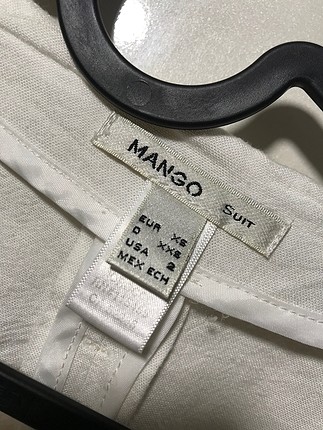 MANGO SUIT
EUR XS
D XXS
USA 2
MEX ECH